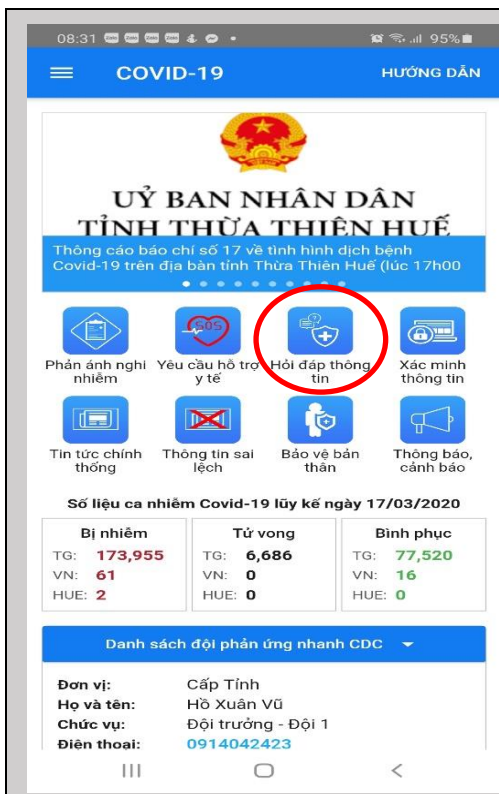 08:31
95%
COVID-19
HƯỚNG DẪN
UỶ BAN NHÂN DÂN
TỈNH THỪA THIÊN HUẾ
Thông cáo báo chí số 17 về tình hình dịch bệnh
Covid-19 trên địa bàn tỉnh Thừa Thiên Huế (lúc 17h00
SOS
Phản ánh nghi
nhiễm
Yêu cầu hỗ trợ
y tế
Hỏi đáp thông
tin
Xác minh
thông tin
Tin tức chính
thống
Thông tin sai
lệch
Bảo vệ bản
thân
Thông báo,
cảnh báo
Số liệu ca nhiễm Covid-19 lũy kế ngày 17/03/2020
Bị nhiễm
TG: 173,955
VN: 61
HUE: 2
Tử vong
TG: 6,686
VN: 0
HUE: 0
Bình phục
TG: 77,520
VN: 16
HUE: 0
Danh sách đội phản ứng nhanh CDC
Đơn vị: Cấp Tỉnh
Họ và tên: Hồ Xuân Vũ
Chức vụ: Đội trưởng - Đội 1
Điện thoại: 0914042423